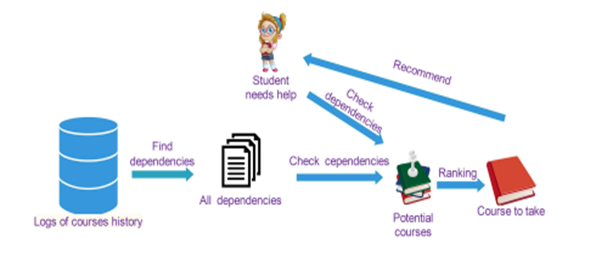 Student
needs help
Recommend
Check
dependencies
Find
dependencies
Check cependencies
Ranking
Logs of courses history
All dependencies
Potential
courses
Course to take